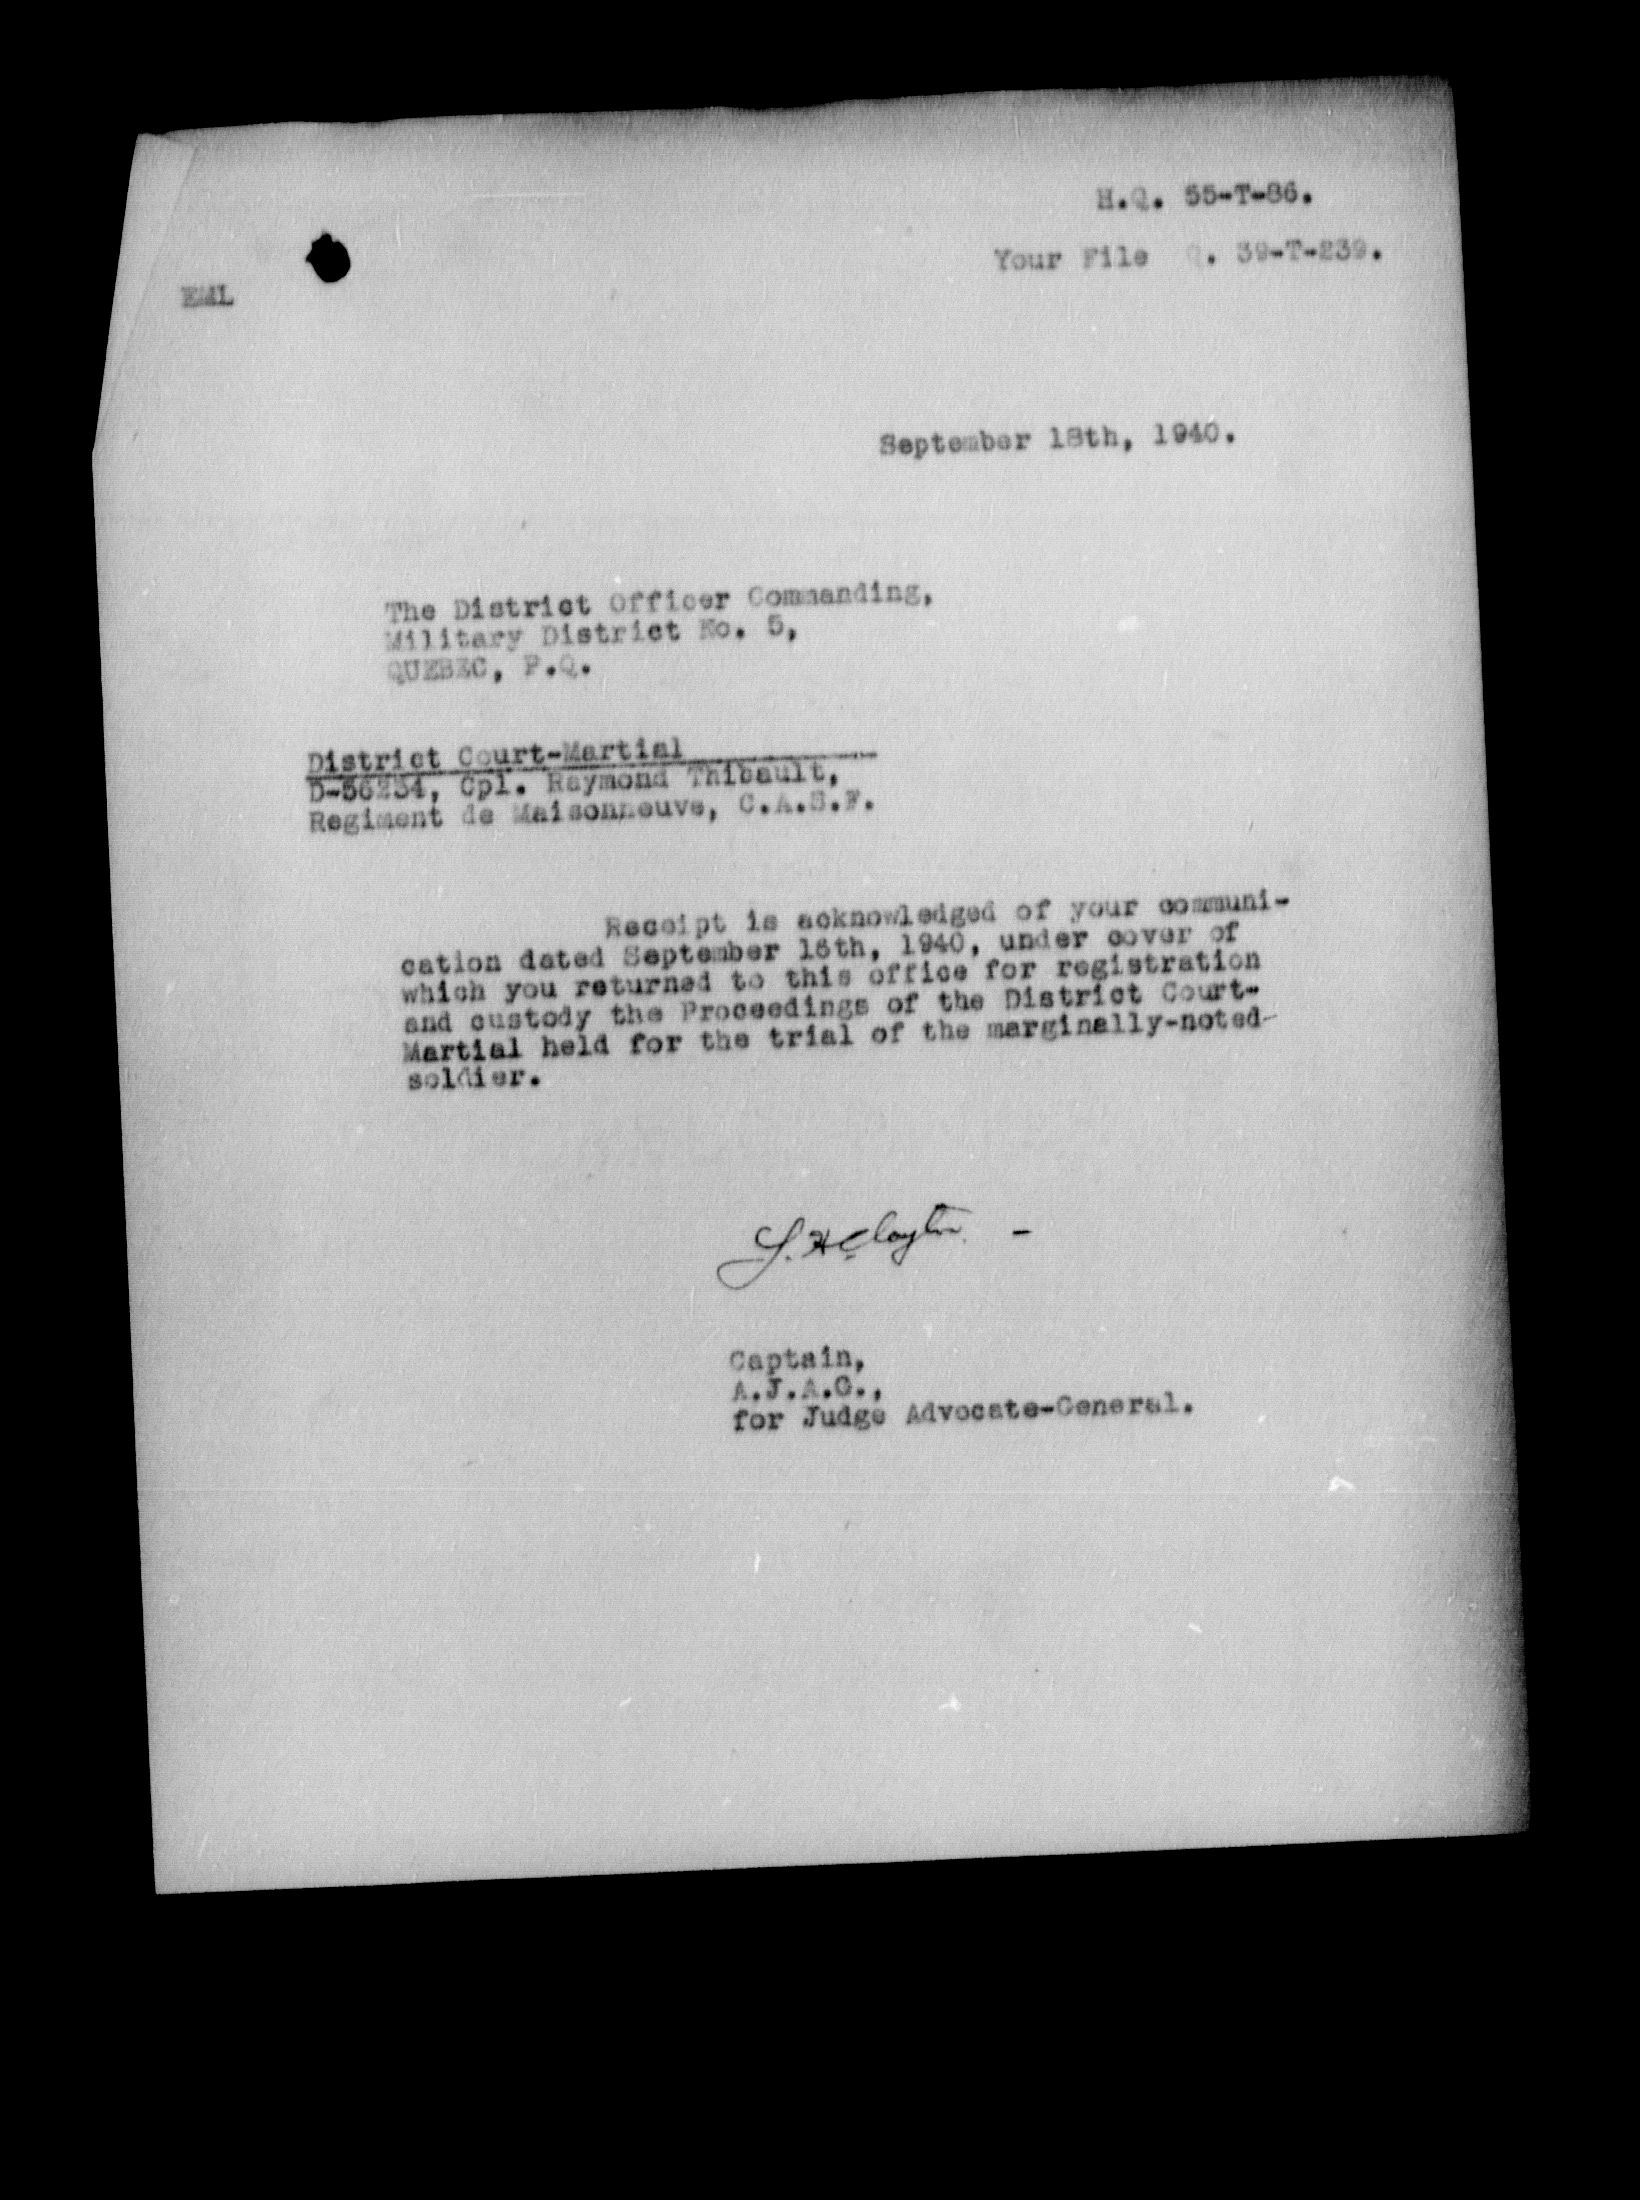 H.Q. 55-T-86.
Your File Q. 39-T-239.
EML
September 18th, 1940.
The District Officer Commanding,
Military District No. 5,
QUEBEC, P.Q.
District Court-Martial
D-56234, Cpl. Raymond Thibault,
Regiment de Maisonneuve, C.A.S.F.
Receipt is acknowledged of your communi-
cation dated September 16th, 1940, under cover of
which you returned to this office for registration
and custody the Proceedings of the District Court-
Martial held for the trial of the marginally-noted
soldier.
L. H. Clayton
Captain,
A.J.A.G.,
for Judge Advocate-General.